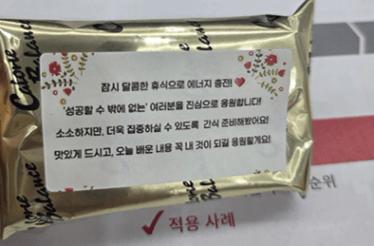 잠시 달콤한 휴식으로 에너지 충전! ❤
'성공할 수 밖에 없는' 여러분을 진심으로 응원합니다!
소소하지만, 더욱 집중하실 수 있도록 간식 준비해봤어요!
맛있게 드시고, 오늘 배운 내용 꼭 내 것이 되길 응원할게요!
Balance
순위
✓ 적용 사례